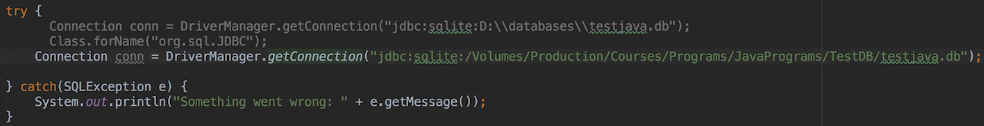 try {
Connection conn = DriverManager.getConnection("jdbc:sqlite:D:\\databases\\testjava.db");
Class.forName("org.sql.JDBC");
Connection conn = DriverManager.getConnection("jdbc:sqlite:/Volumes/Production/Courses/Programs/JavaPrograms/TestDB/testjava.db");
} catch(SQLException e) {
System.out.println("Something went wrong: " + e.getMessage());
}